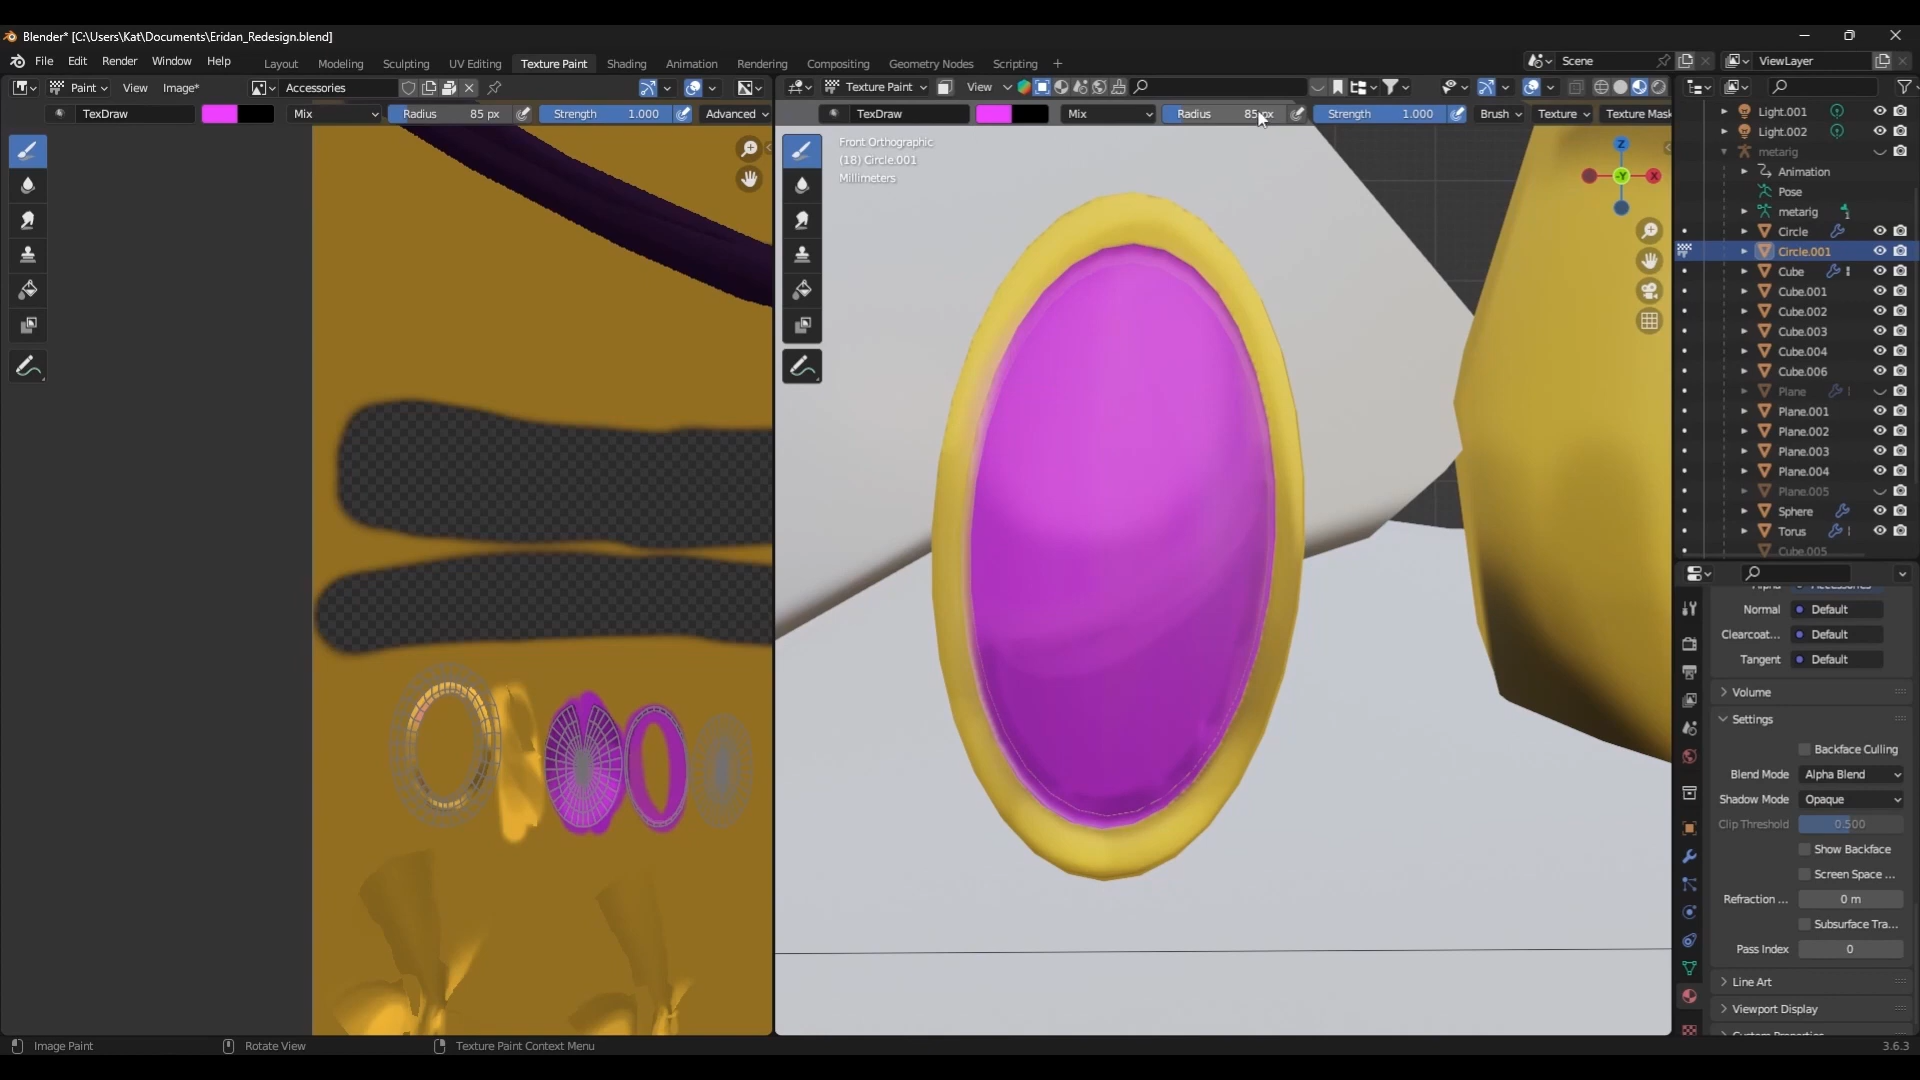 Blender* [C:\Users\Kat\Documents\Eridan_Redesign.blend]
File Edit Render Window Help
Layout Modeling Sculpting UV Editing Texture Paint Shading Animation Rendering Compositing Geometry Nodes Scripting +
Scene ViewLayer
Paint View Image* Accessories
Texture Paint View
TexDraw Mix Radius 85 px Strength 1.000 Advanced
TexDraw Mix Radius 85 px Strength 1.000 Brush Texture Texture Mask
Front Orthographic
(18) Circle.001
Millimeters
Z
-Y
X
Light.001
Light.002
metarig
Animation
Pose
metarig 1
Circle
Circle.001
Cube
Cube.001
Cube.002
Cube.003
Cube.004
Cube.006
Plane
Plane.001
Plane.002
Plane.003
Plane.004
Plane.005
Sphere
Torus
Cube.005
Alpha Accessories
Normal Default
Clearcoat... Default
Tangent Default
Volume
Settings
Backface Culling
Blend Mode Alpha Blend
Shadow Mode Opaque
Clip Threshold 0.500
Show Backface
Screen Space ...
Refraction ... 0 m
Subsurface Tra...
Pass Index 0
Line Art
Viewport Display
Custom Properties
Image Paint Rotate View Texture Paint Context Menu 3.6.3